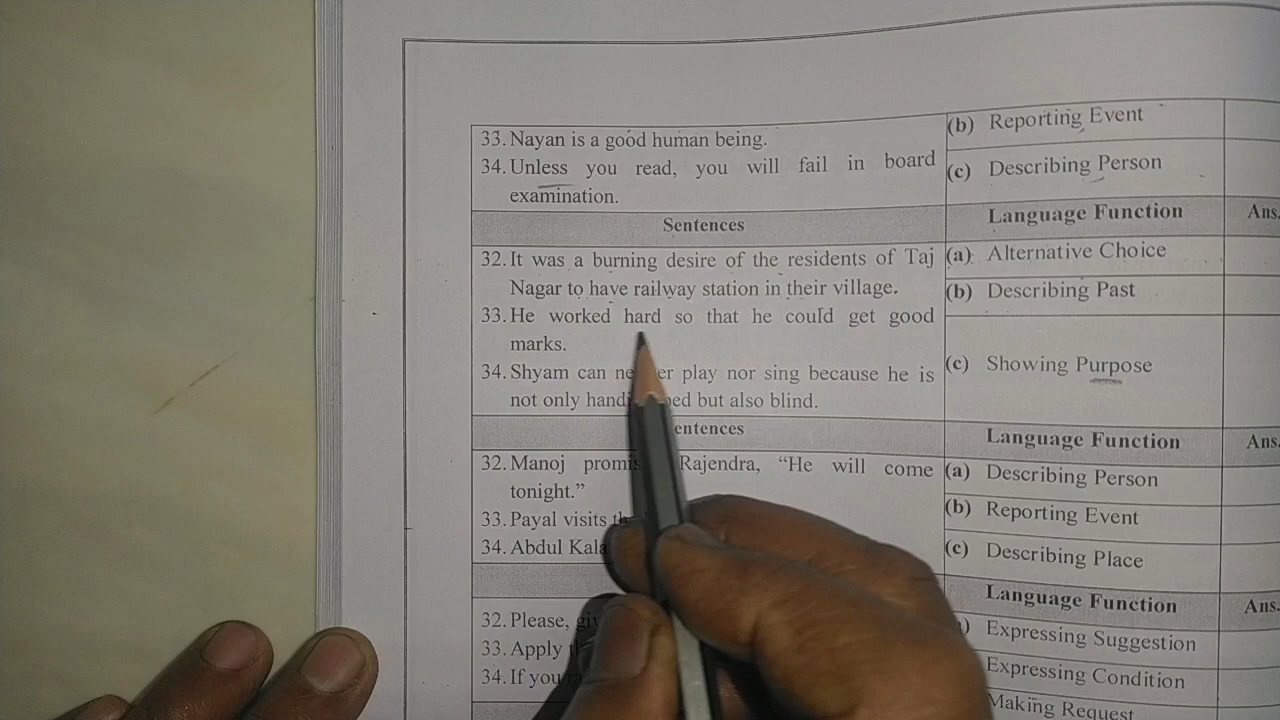 33. Nayan is a good human being.
34. Unless you read, you will fail in board
examination.
(b) Reporting Event
(c) Describing Person
Sentences
Language Function
Ans.
32. It was a burning desire of the residents of Taj
Nagar to have railway station in their village.
33. He worked hard so that he could get good
marks.
34. Shyam can play nor sing because he is
not only but also blind.
(a) Alternative Choice
(b) Describing Past
(c) Showing Purpose
Language Function
Ans.
32. Manoj Rajendra, “He will come
tonight.”
33. Payal visits
34. Abdul
(a) Describing Person
(b) Reporting Event
(c) Describing Place
Language Function
Ans.
32. Please,
33. Apply
34. If you
Expressing Suggestion
Expressing Condition
Making Request